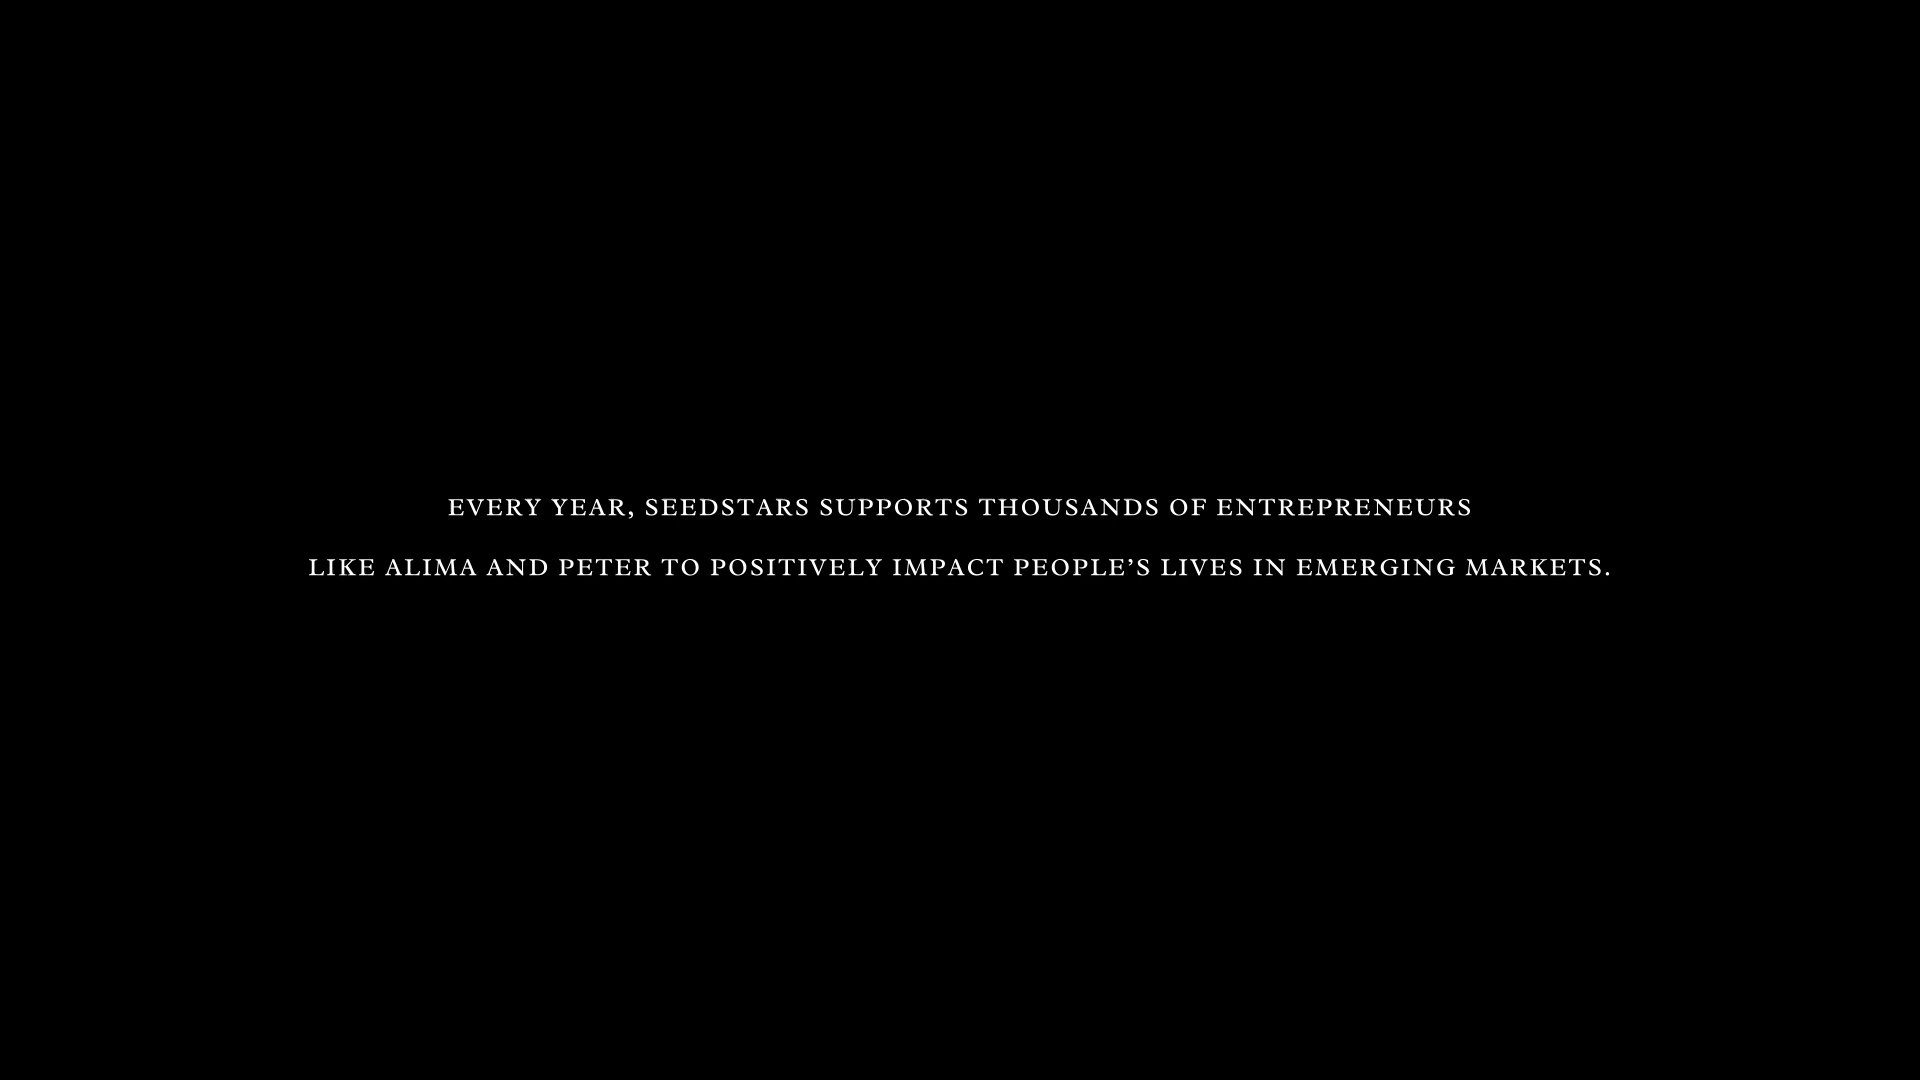 EVERY YEAR, SEEDSTARS SUPPORTS THOUSANDS OF ENTREPRENEURS
LIKE ALIMA AND PETER TO POSITIVELY IMPACT PEOPLE’S LIVES IN EMERGING MARKETS.